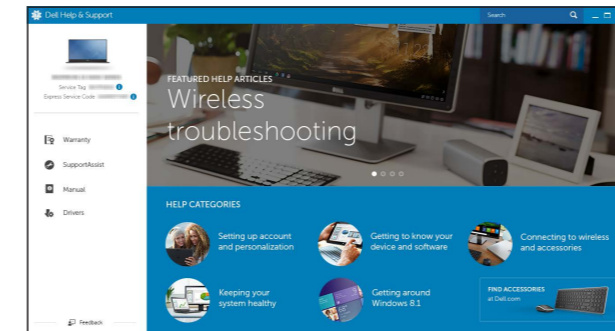 Dell Help & Support
Search
Service Tag:
Express Service Code:
Warranty
SupportAssist
Manual
Drivers
Feedback
FEATURED HELP ARTICLES
Wireless
troubleshooting
HELP CATEGORIES
Setting up account
and personalization
Getting to know your
device and software
Connecting to wireless
and accessories
Keeping your
system healthy
Getting around
Windows 8.1
FIND ACCESSORIES
at Dell.com